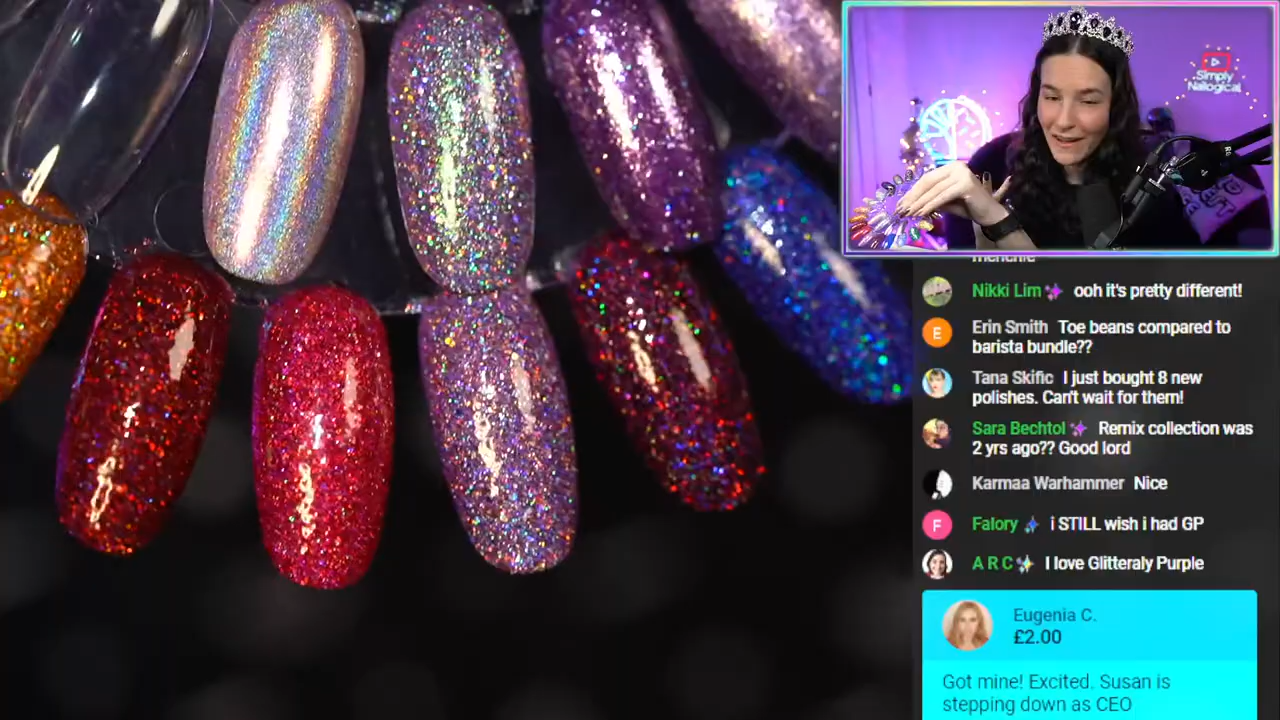 Simply
Nailogical
Nikki Lim ooh it's pretty different!
E
Erin Smith Toe beans compared to
barista bundle??
Tana Skific I just bought 8 new
polishes. Can't wait for them!
Sara Bechtol Remix collection was
2 yrs ago?? Good lord
Karmaa Warhammer Nice
F
Falory i STILL wish i had GP
A R C I love Glitteraly Purple
Eugenia C.
£2.00
Got mine! Excited. Susan is
stepping down as CEO